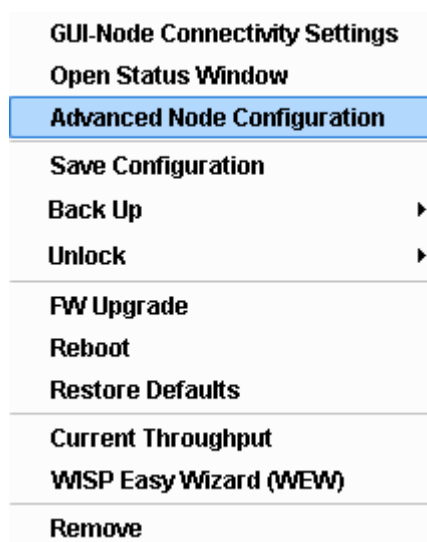 GUI-Node Connectivity Settings
Open Status Window
Advanced Node Configuration
Save Configuration
Back Up
Unlock
FW Upgrade
Reboot
Restore Defaults
Current Throughput
WISP Easy Wizard (WEW)
Remove